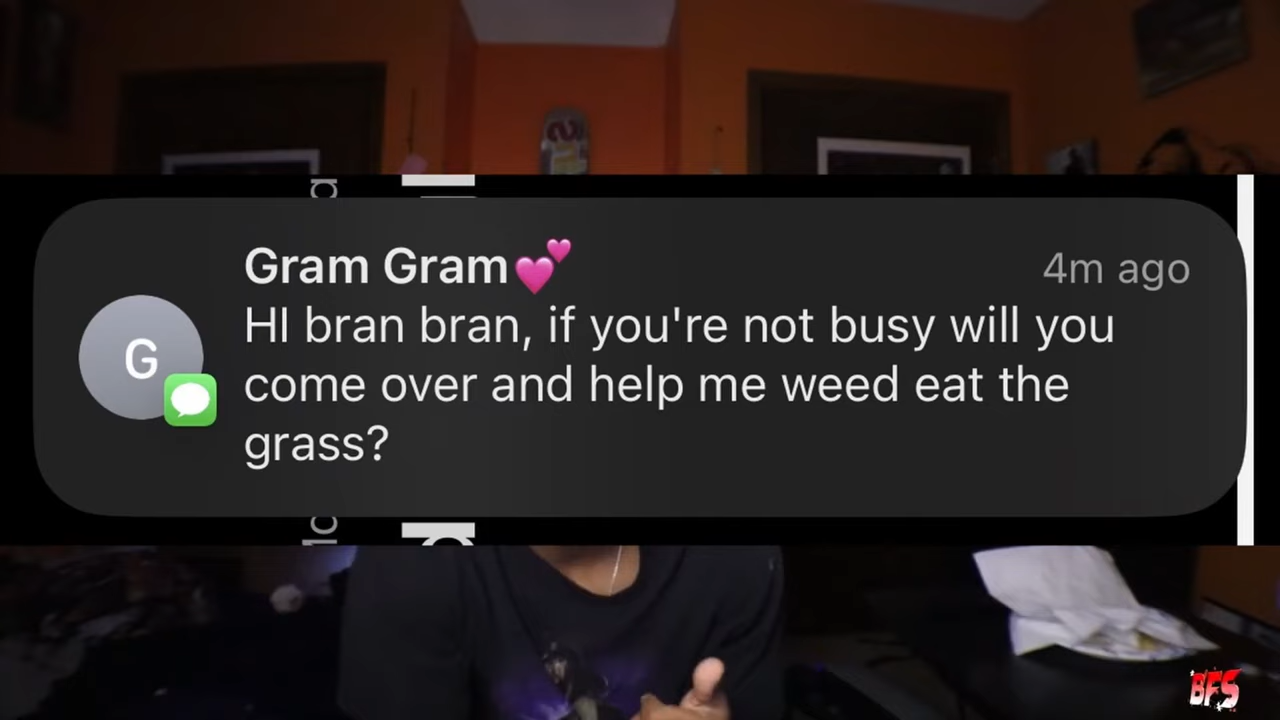 Gram Gram💕
4m ago
HI bran bran, if you're not busy will you
come over and help me weed eat the
grass?
G
BFS